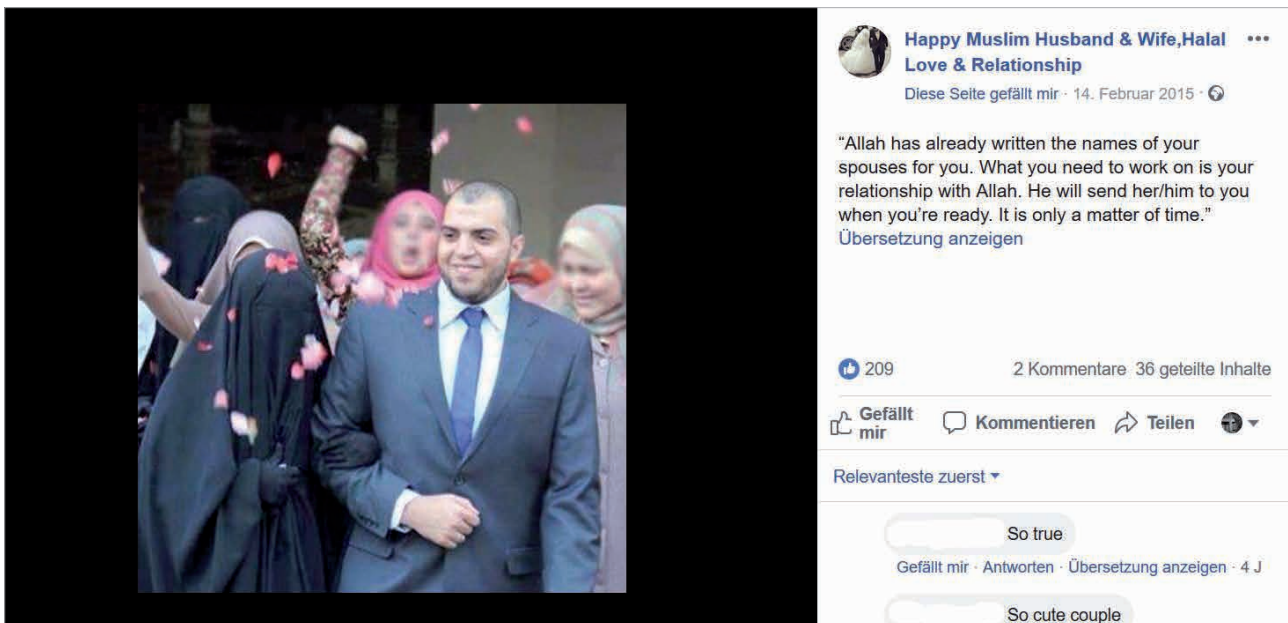 Happy Muslim Husband & Wife,Halal
Love & Relationship
Diese Seite gefällt mir · 14. Februar 2015 ·
“Allah has already written the names of your
spouses for you. What you need to work on is your
relationship with Allah. He will send her/him to you
when you’re ready. It is only a matter of time.”
Übersetzung anzeigen
209 2 Kommentare 36 geteilte Inhalte
Gefällt
mir
Kommentieren Teilen
Relevanteste zuerst
So true
Gefällt mir · Antworten · Übersetzung anzeigen · 4 J
So cute couple